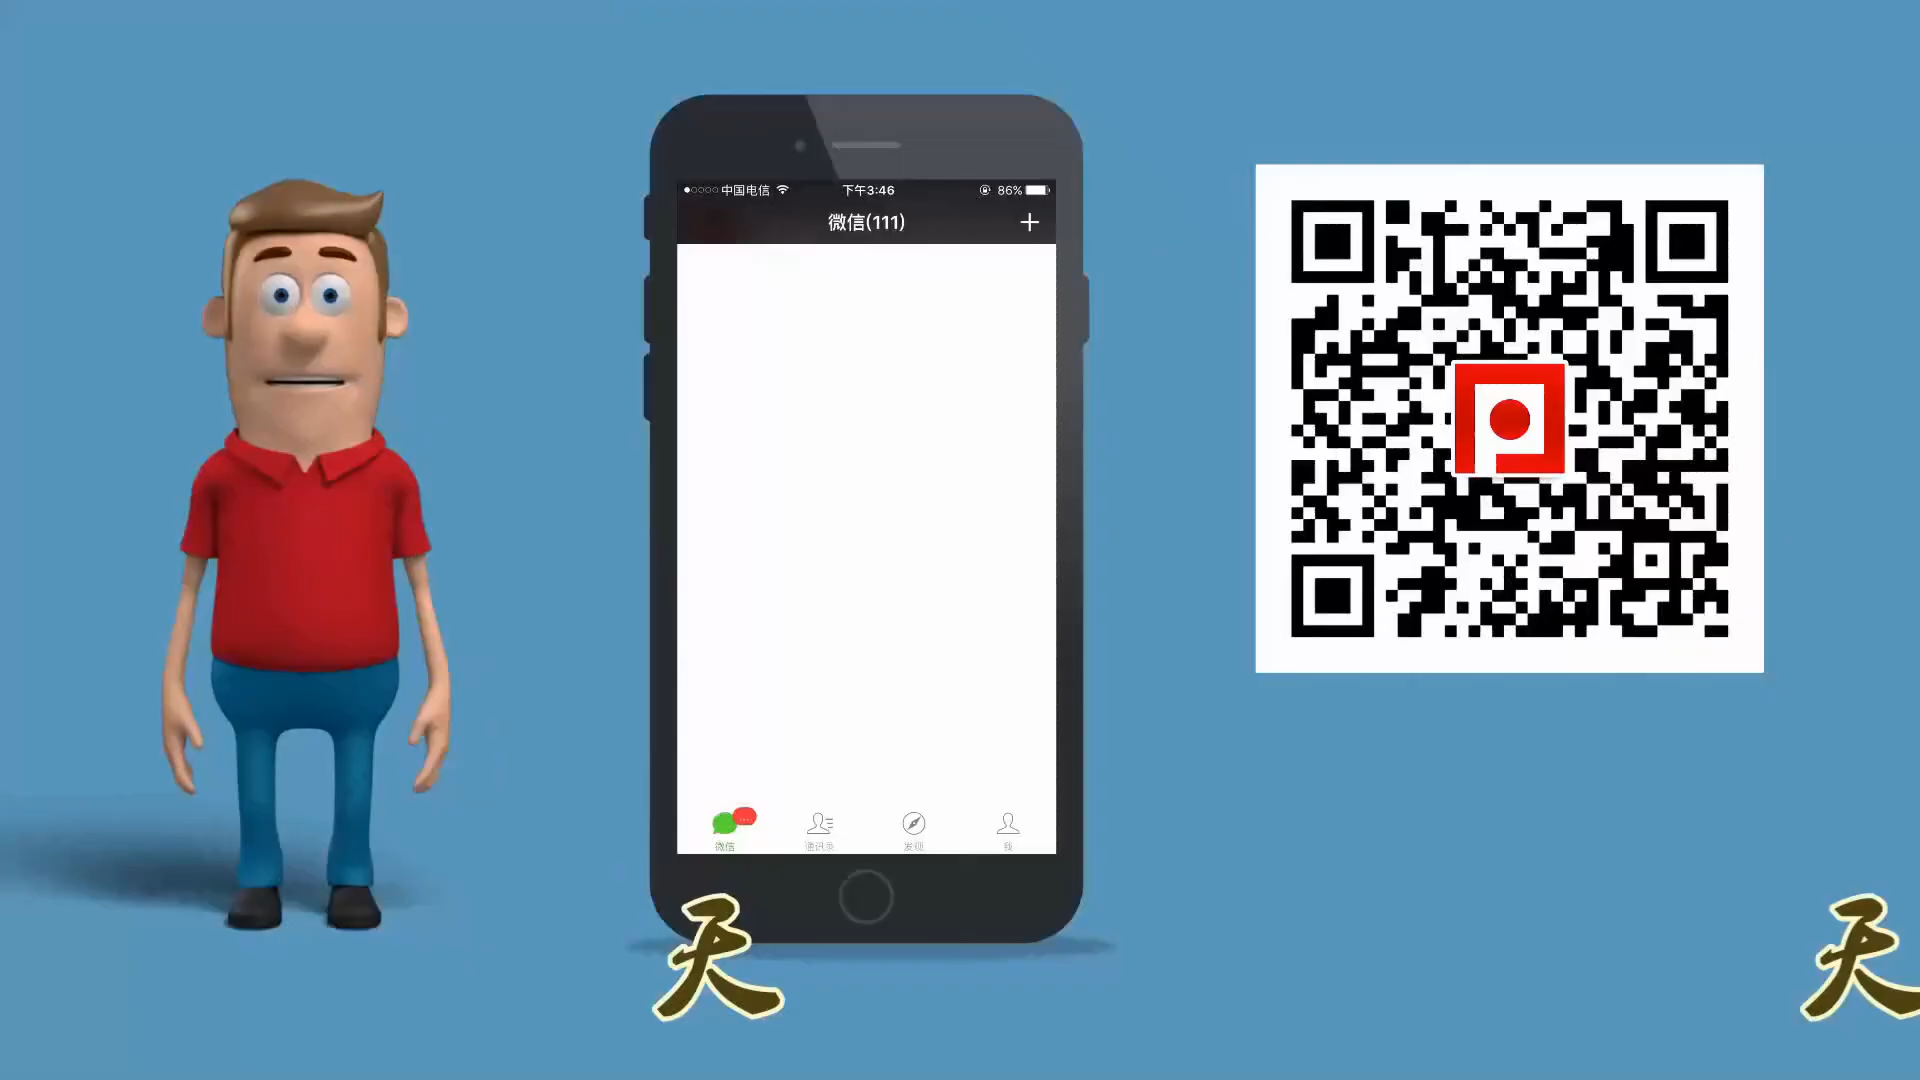 中国电信 下午3:46 86%
微信(111)
微信 通讯录 发现 我
天 天